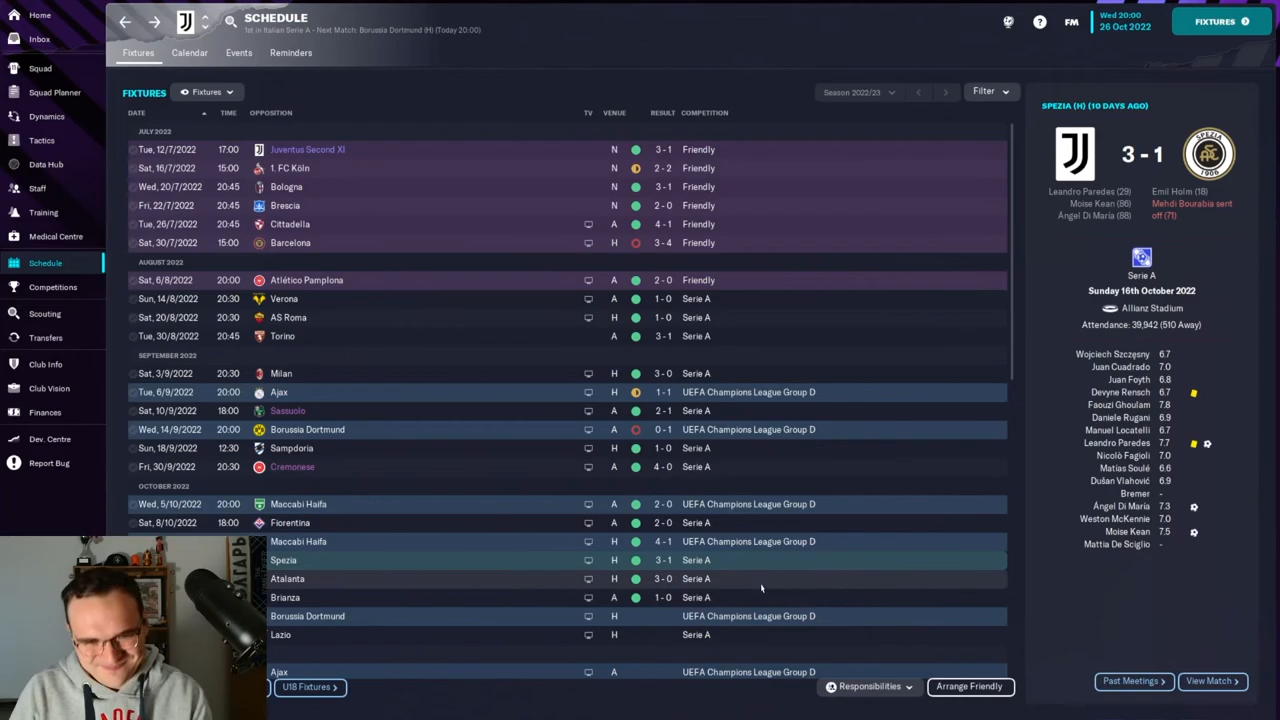 Home
Inbox
Squad
Squad Planner
Dynamics
Tactics
Data Hub
Staff
Training
Medical Centre
Schedule
Competitions
Scouting
Transfers
Club Info
Club Vision
Finances
Dev. Centre
Report Bug
SCHEDULE
1st in Italian Serie A - Next Match: Borussia Dortmund (H) (Today 20:00)
FM
Wed 20:00
26 Oct 2022
FIXTURES
Fixtures Calendar Events Reminders
FIXTURES Fixtures Season 2022/23 Filter
DATE TIME OPPOSITION TV VENUE RESULT COMPETITION
JULY 2022
Tue, 12/7/2022 17:00 Juventus Second XI N 3 - 1 Friendly
Sat, 16/7/2022 15:00 1. FC Köln N 2 - 2 Friendly
Wed, 20/7/2022 20:45 Bologna N 3 - 1 Friendly
Fri, 22/7/2022 20:45 Brescia N 2 - 0 Friendly
Tue, 26/7/2022 20:45 Cittadella A 4 - 1 Friendly
Sat, 30/7/2022 15:00 Barcelona H 3 - 4 Friendly
AUGUST 2022
Sat, 6/8/2022 20:00 Atlético Pamplona A 2 - 0 Friendly
Sun, 14/8/2022 20:30 Verona A 1 - 0 Serie A
Sat, 20/8/2022 20:30 AS Roma H 1 - 0 Serie A
Tue, 30/8/2022 20:45 Torino A 3 - 1 Serie A
SEPTEMBER 2022
Sat, 3/9/2022 20:30 Milan H 3 - 0 Serie A
Tue, 6/9/2022 20:00 Ajax H 1 - 1 UEFA Champions League Group D
Sat, 10/9/2022 18:00 Sassuolo A 2 - 1 Serie A
Wed, 14/9/2022 20:00 Borussia Dortmund A 0 - 1 UEFA Champions League Group D
Sun, 18/9/2022 12:30 Sampdoria H 1 - 0 Serie A
Fri, 30/9/2022 20:30 Cremonese A 4 - 0 Serie A
OCTOBER 2022
Wed, 5/10/2022 20:00 Maccabi Haifa A 2 - 0 UEFA Champions League Group D
Sat, 8/10/2022 18:00 Fiorentina A 2 - 0 Serie A
Maccabi Haifa H 4 - 1 UEFA Champions League Group D
Spezia H 3 - 1 Serie A
Atalanta H 3 - 0 Serie A
Brianza A 1 - 0 Serie A
Borussia Dortmund H UEFA Champions League Group D
Lazio H Serie A
Ajax A UEFA Champions League Group D
U18 Fixtures Responsibilities Arrange Friendly
SPEZIA (H) (10 DAYS AGO)
3 - 1
SPEZIA
1906
Leandro Paredes (29) Emil Holm (18)
Moise Kean (86) Mehdi Bourabia sent
Ángel Di María (88) off (71)
Serie A
Sunday 16th October 2022
Allianz Stadium
Attendance: 39,942 (510 Away)
Wojciech Szczęsny 6.7
Juan Cuadrado 7.0
Juan Foyth 6.8
Devyne Rensch 6.7
Faouzi Ghoulam 7.8
Daniele Rugani 6.9
Manuel Locatelli 6.7
Leandro Paredes 7.7
Nicolò Fagioli 7.0
Matías Soulé 6.6
Dušan Vlahović 6.9
Bremer -
Ángel Di María 7.3
Weston McKennie 7.0
Moise Kean 7.5
Mattia De Sciglio -
Past Meetings View Match